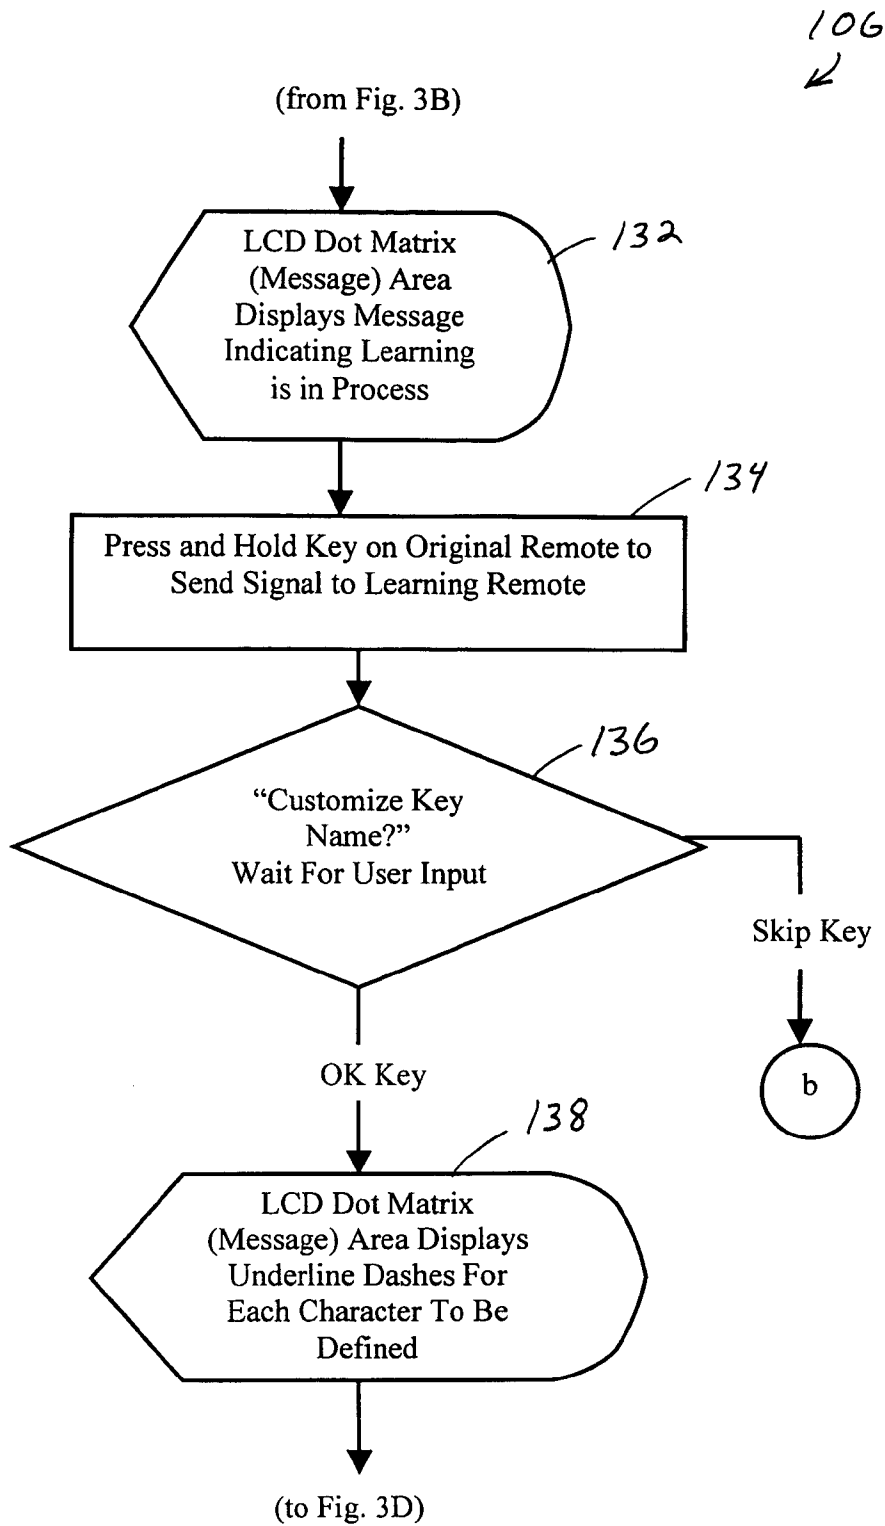 106
(from Fig. 3B)
LCD Dot Matrix
(Message) Area
Displays Message
Indicating Learning
is in Process
132
134
Press and Hold Key on Original Remote to
Send Signal to Learning Remote
136
“Customize Key
Name?”
Wait For User Input
Skip Key
OK Key
b
138
LCD Dot Matrix
(Message) Area Displays
Underline Dashes For
Each Character To Be
Defined
(to Fig. 3D)